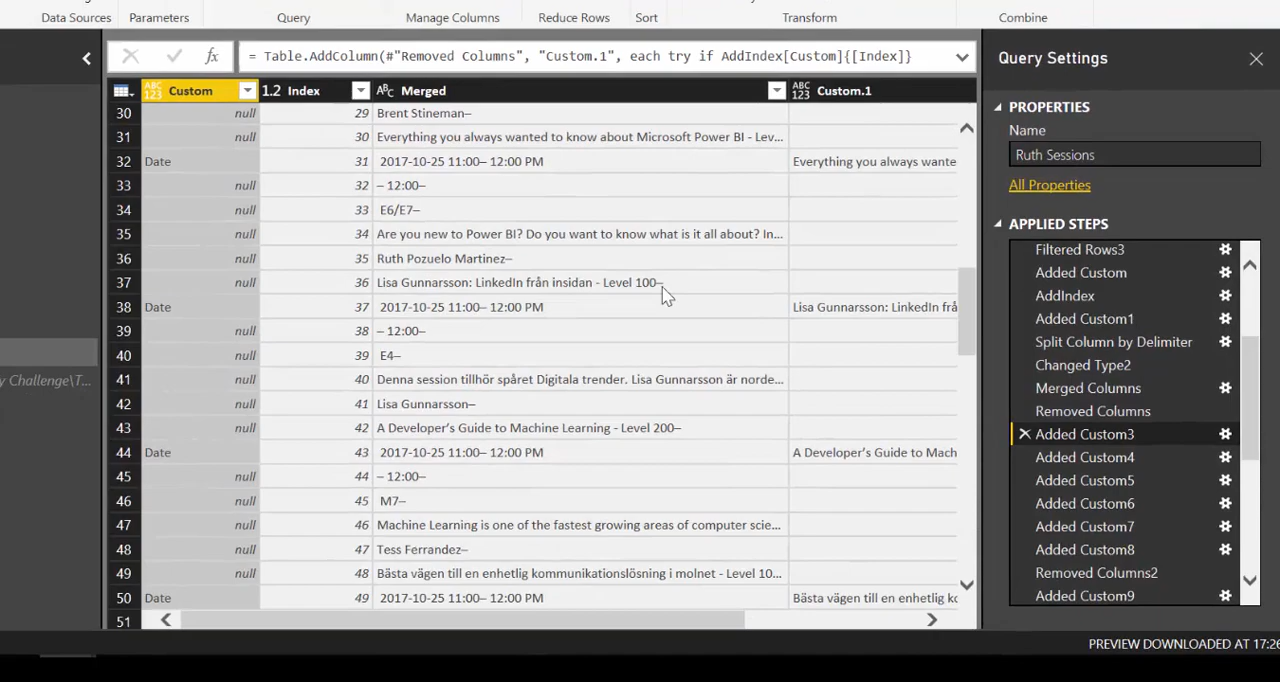 Data Sources Parameters Query Manage Columns Reduce Rows Sort Transform Combine
fx = Table.AddColumn(#"Removed Columns", "Custom.1", each try if AddIndex[Custom]{[Index]}
ABC 123 Custom 1.2 Index ABC Merged ABC 123 Custom.1
30 null 29 Brent Stineman–
31 null 30 Everything you always wanted to know about Microsoft Power BI - Lev...
32 Date 31 2017-10-25 11:00– 12:00 PM Everything you always wante
33 null 32 – 12:00–
34 null 33 E6/E7–
35 null 34 Are you new to Power BI? Do you want to know what is it all about? In...
36 null 35 Ruth Pozuelo Martinez–
37 null 36 Lisa Gunnarsson: LinkedIn från insidan - Level 100–
38 Date 37 2017-10-25 11:00– 12:00 PM Lisa Gunnarsson: LinkedIn frå
39 null 38 – 12:00–
40 null 39 E4–
41 null 40 Denna session tillhör spåret Digitala trender. Lisa Gunnarsson är norde...
42 null 41 Lisa Gunnarsson–
43 null 42 A Developer's Guide to Machine Learning - Level 200–
44 Date 43 2017-10-25 11:00– 12:00 PM A Developer's Guide to Mach
45 null 44 – 12:00–
46 null 45 M7–
47 null 46 Machine Learning is one of the fastest growing areas of computer scie...
48 null 47 Tess Ferrandez–
49 null 48 Bästa vägen till en enhetlig kommunikationslösning i molnet - Level 10...
50 Date 49 2017-10-25 11:00– 12:00 PM Bästa vägen till en enhetlig ko
51
y Challenge\T...
Query Settings
PROPERTIES
Name
Ruth Sessions
All Properties
APPLIED STEPS
Filtered Rows3
Added Custom
AddIndex
Added Custom1
Split Column by Delimiter
Changed Type2
Merged Columns
Removed Columns
Added Custom3
Added Custom4
Added Custom5
Added Custom6
Added Custom7
Added Custom8
Removed Columns2
Added Custom9
PREVIEW DOWNLOADED AT 17:26